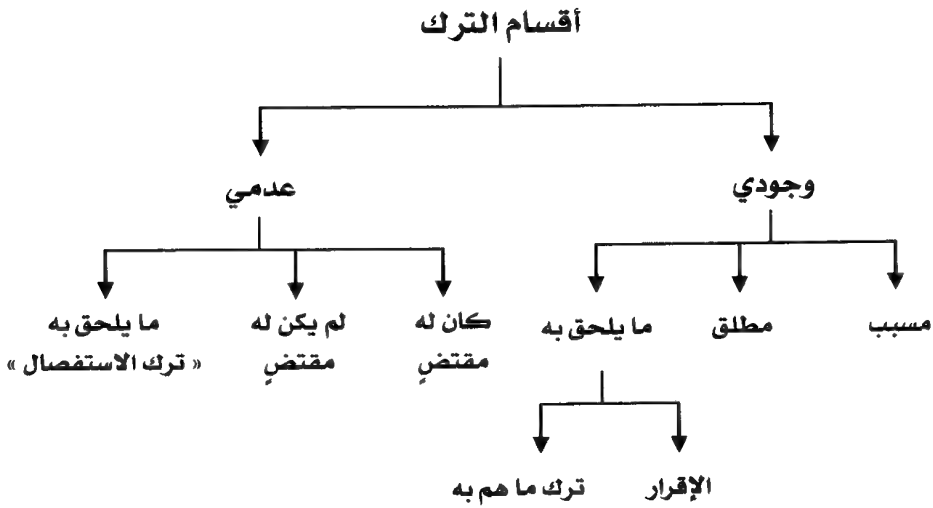 أقسام الترك
وجودي
عدمي
مسبب
مطلق
ما يلحق به
كان له
مقتضٍ
لم يكن له
مقتضٍ
ما يلحق به
« ترك الاستفصال »
الإقرار
ترك ما هم به